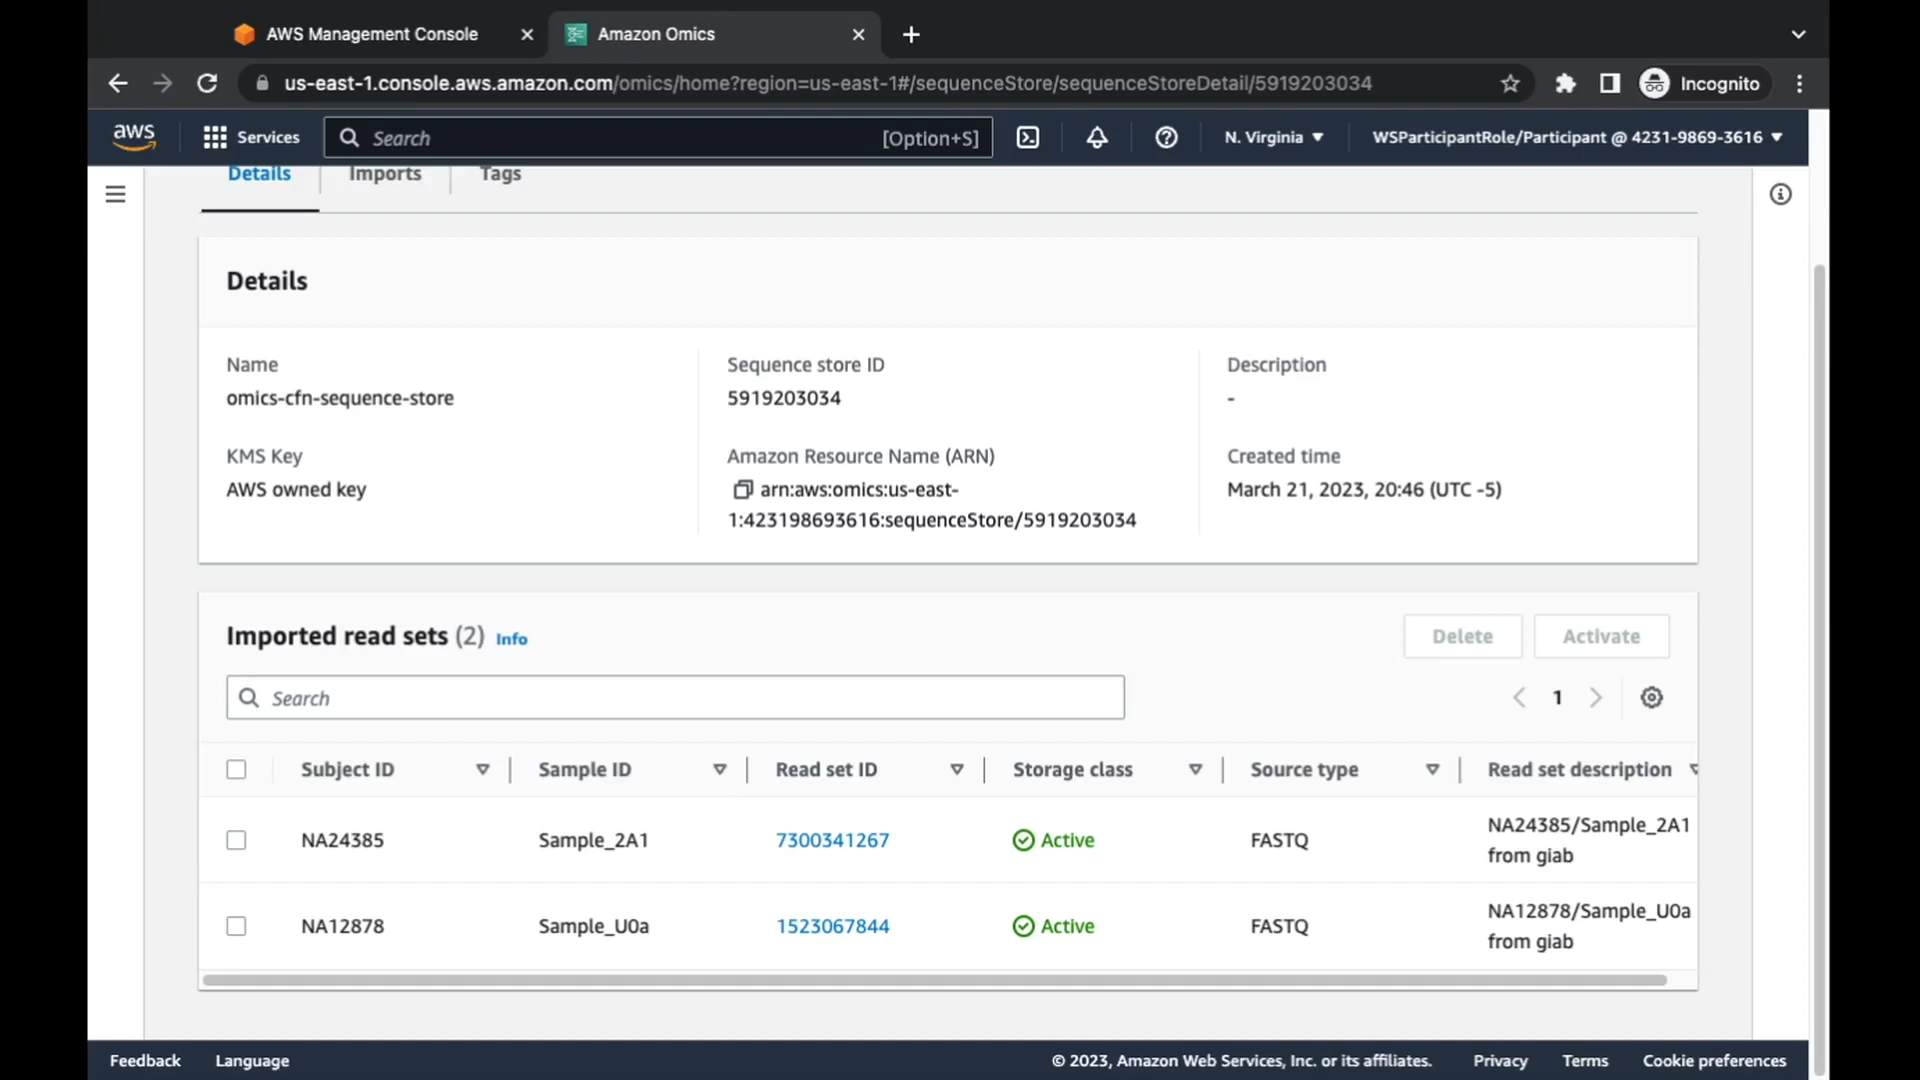 AWS Management Console
Amazon Omics
us-east-1.console.aws.amazon.com/omics/home?region=us-east-1#/sequenceStore/sequenceStoreDetail/5919203034
Incognito
aws
Services
Search
[Option+S]
N. Virginia
WSParticipantRole/Participant @ 4231-9869-3616
Details
Imports
Tags
Details
Name
omics-cfn-sequence-store
Sequence store ID
5919203034
Description
-
KMS Key
AWS owned key
Amazon Resource Name (ARN)
arn:aws:omics:us-east-
1:423198693616:sequenceStore/5919203034
Created time
March 21, 2023, 20:46 (UTC -5)
Imported read sets (2) Info
Delete
Activate
Search
1
Subject ID
Sample ID
Read set ID
Storage class
Source type
Read set description
NA24385
Sample_2A1
7300341267
Active
FASTQ
NA24385/Sample_2A1
from giab
NA12878
Sample_U0a
1523067844
Active
FASTQ
NA12878/Sample_U0a
from giab
Feedback
Language
© 2023, Amazon Web Services, Inc. or its affiliates.
Privacy
Terms
Cookie preferences